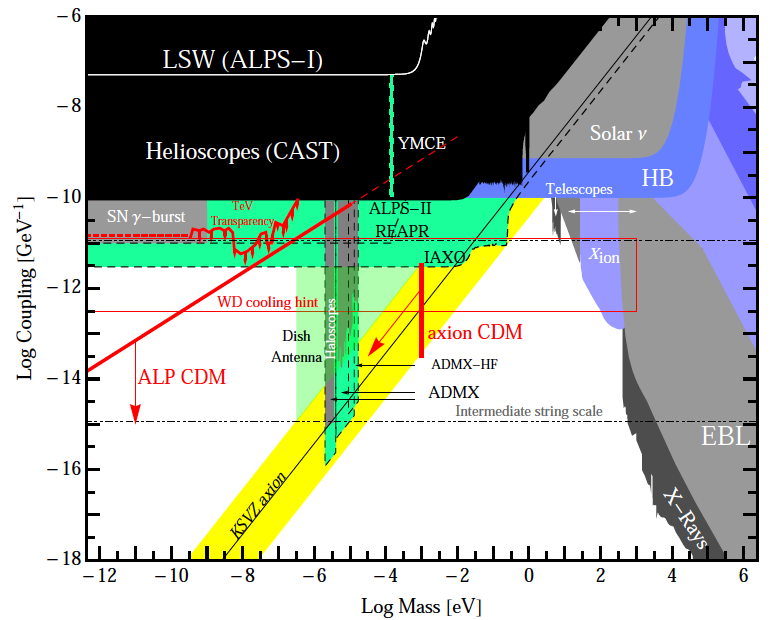 −6
LSW (ALPS−I)
−8
YMCE
Helioscopes (CAST)
Solar ν
HB
Telescopes
−10
SN γ−burst
TeV
Transparency
ALPS−II
REAPR
IAXO
Xion
−12
WD cooling hint
Dish
Antenna
Haloscopes
axion CDM
ADMX−HF
−14
ALP CDM
ADMX
Intermediate string scale
EBL
−16
KSVZ axion
X−Rays
−18
−12 −10 −8 −6 −4 −2 0 2 4 6
Log Mass [eV]
Log Coupling [GeV−1]